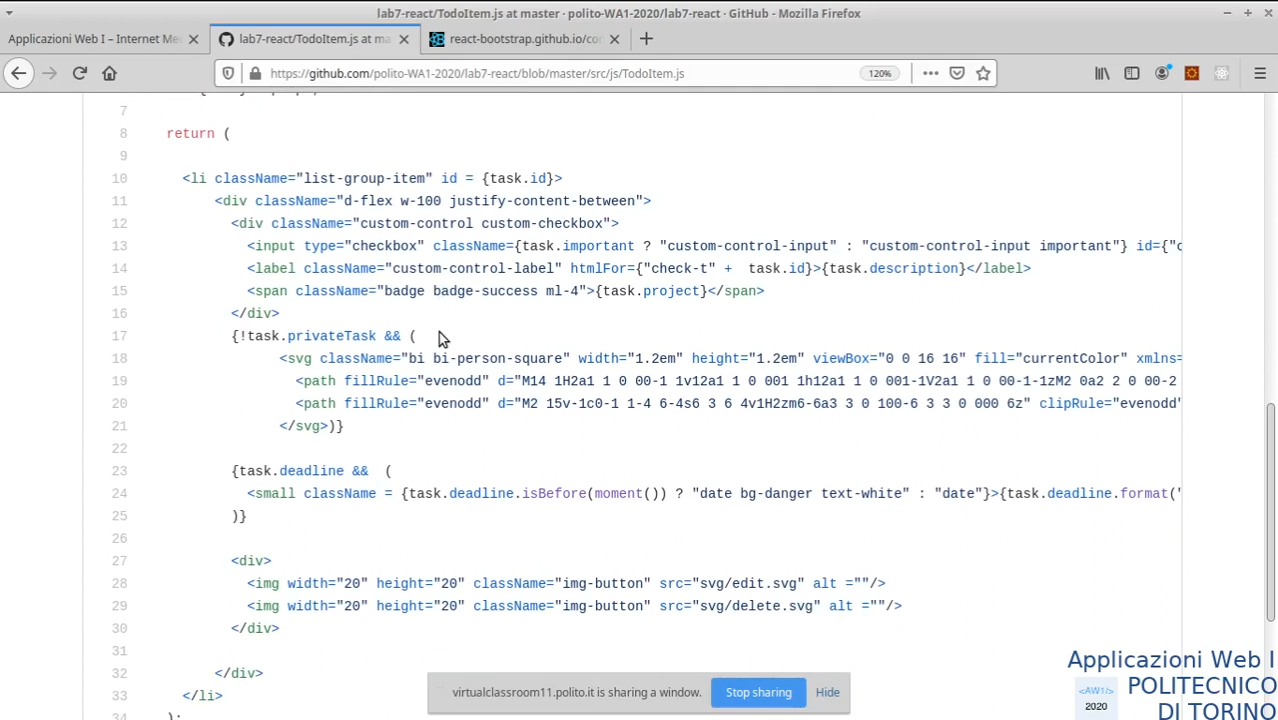 lab7-react/TodoItem.js at master · polito-WA1-2020/lab7-react · GitHub - Mozilla Firefox
Applicazioni Web I – Internet Me
lab7-react/TodoItem.js at ma
react-bootstrap.github.io/co
https://github.com/polito-WA1-2020/lab7-react/blob/master/src/js/TodoItem.js
120%
7
8 return (
9
10 <li className="list-group-item" id = {task.id}>
11 <div className="d-flex w-100 justify-content-between">
12 <div className="custom-control custom-checkbox">
13 <input type="checkbox" className={task.important ? "custom-control-input" : "custom-control-input important"} id={"c
14 <label className="custom-control-label" htmlFor={"check-t" + task.id}>{task.description}</label>
15 <span className="badge badge-success ml-4">{task.project}</span>
16 </div>
17 {!task.privateTask && (
18 <svg className="bi bi-person-square" width="1.2em" height="1.2em" viewBox="0 0 16 16" fill="currentColor" xmlns=
19 <path fillRule="evenodd" d="M14 1H2a1 1 0 00-1 1v12a1 1 0 001 1h12a1 1 0 001-1V2a1 1 0 00-1-1zM2 0a2 2 0 00-2
20 <path fillRule="evenodd" d="M2 15v-1c0-1 1-4 6-4s6 3 6 4v1H2zm6-6a3 3 0 100-6 3 3 0 000 6z" clipRule="evenodd"
21 </svg>)}
22
23 {task.deadline && (
24 <small className = {task.deadline.isBefore(moment()) ? "date bg-danger text-white" : "date"}>{task.deadline.format('
25 )}
26
27 <div>
28 <img width="20" height="20" className="img-button" src="svg/edit.svg" alt =""/>
29 <img width="20" height="20" className="img-button" src="svg/delete.svg" alt =""/>
30 </div>
31
32 </div>
33 </li>
34 );
virtualclassroom11.polito.it is sharing a window.
Stop sharing
Hide
Applicazioni Web I
<AW1/>
2020
POLITECNICO
DI TORINO